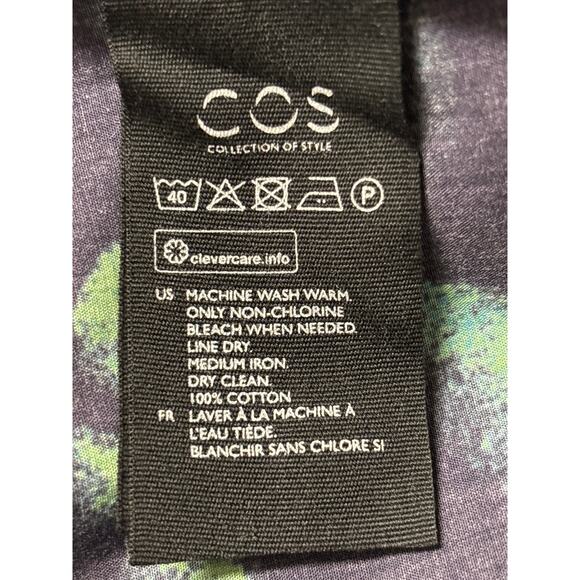 COS
COLLECTION OF STYLE
40 P
clevercare.info
US MACHINE WASH WARM.
ONLY NON-CHLORINE
BLEACH WHEN NEEDED.
LINE DRY.
MEDIUM IRON.
DRY CLEAN.
100% COTTON
FR LAVER À LA MACHINE À
L'EAU TIÈDE.
BLANCHIR SANS CHLORE SI